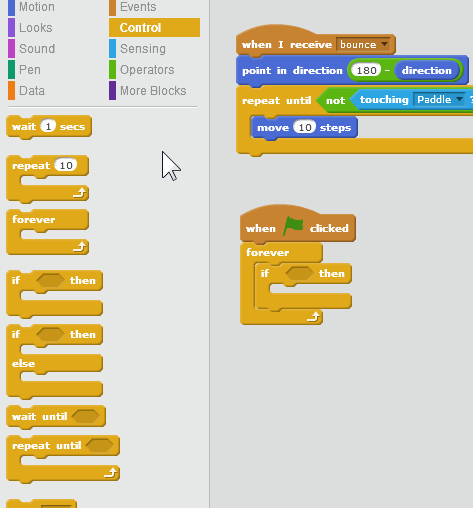 Motion Events
Looks Control
Sound Sensing
Pen Operators
Data More Blocks
wait 1 secs
repeat 10
forever
if then
if then
else
wait until
repeat until
when I receive bounce
point in direction 180 - direction
repeat until not touching Paddle ?
move 10 steps
when clicked
forever
if then